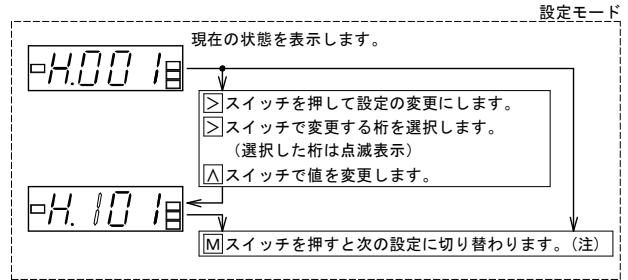 設定モード
現在の状態を表示します。
H.001
>スイッチを押して設定の変更にします。
>スイッチで変更する桁を選択します。
(選択した桁は点滅表示)
∧スイッチで値を変更します。
H.101
Mスイッチを押すと次の設定に切り替わります。(注)